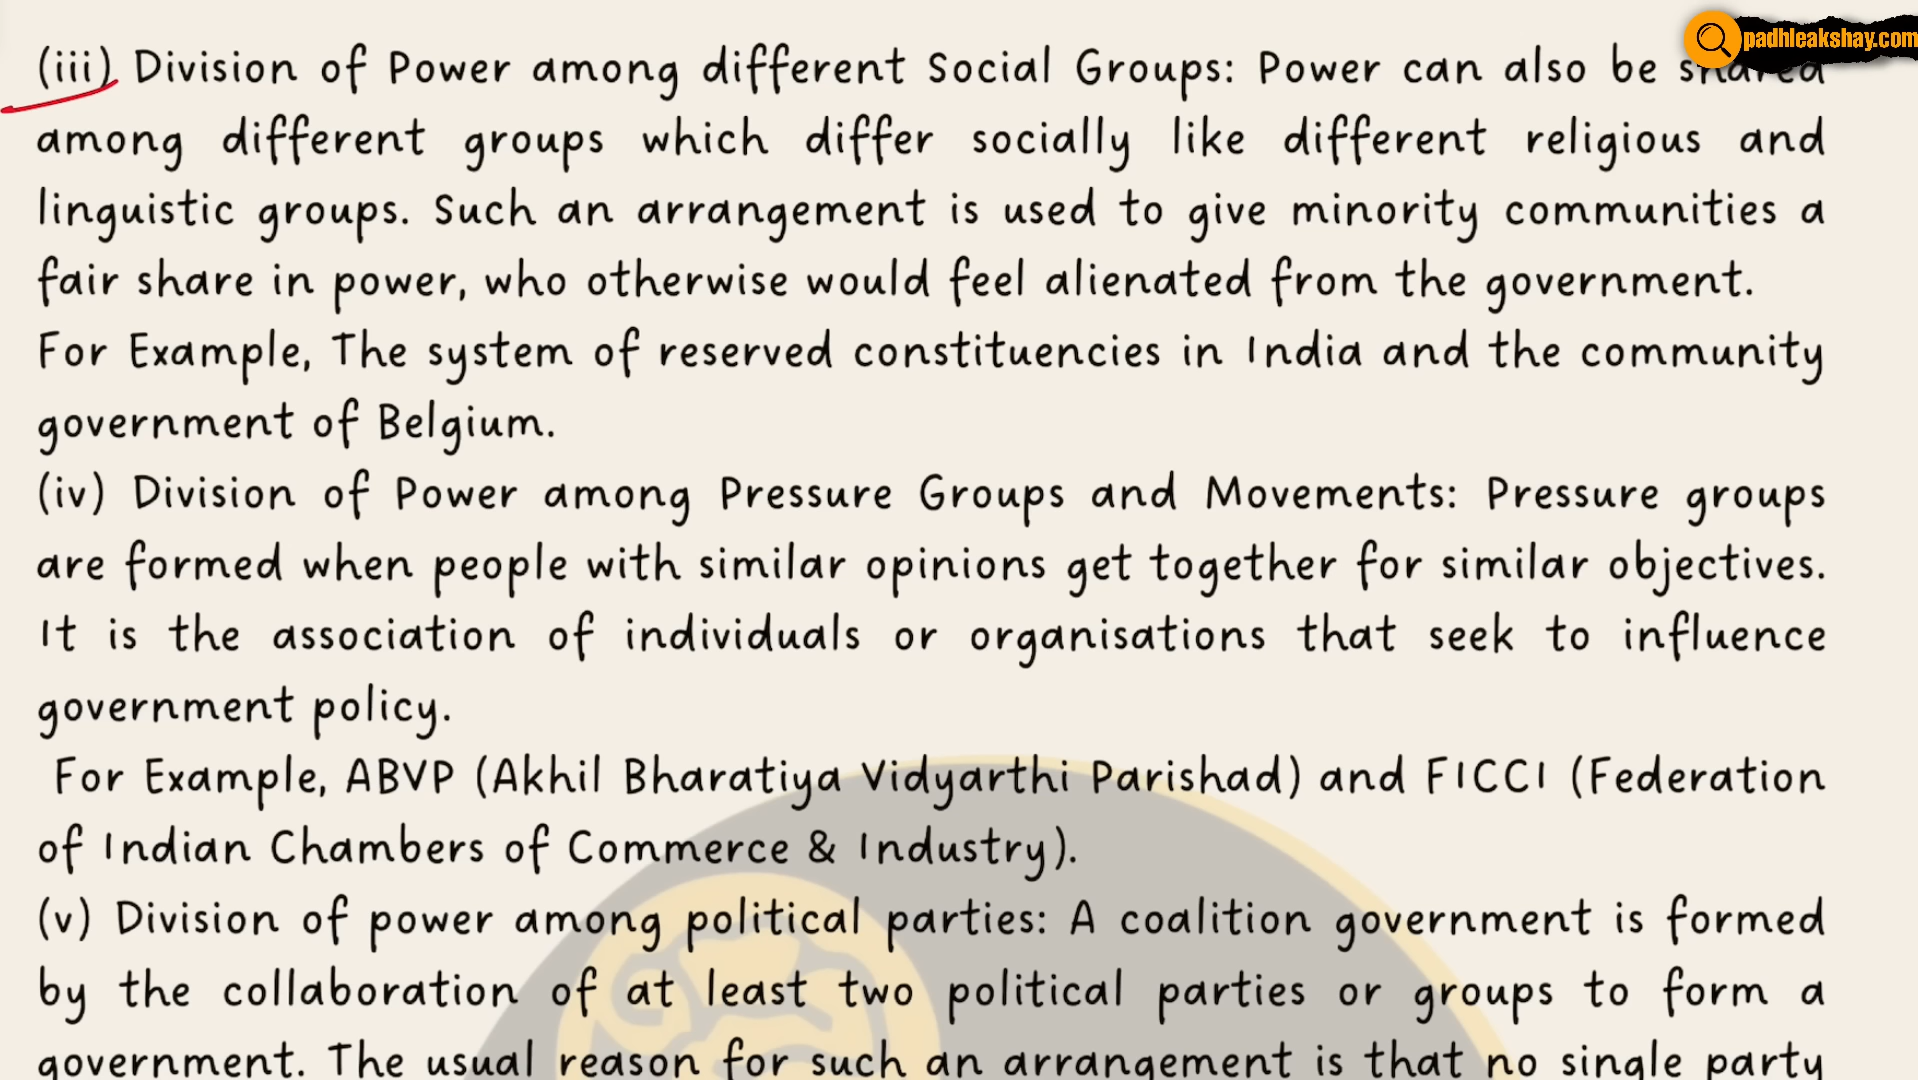 padhleakshay.com
(iii) Division of Power among different Social Groups: Power can also be shared
among different groups which differ socially like different religious and
linguistic groups. Such an arrangement is used to give minority communities a
fair share in power, who otherwise would feel alienated from the government.
For Example, The system of reserved constituencies in India and the community
government of Belgium.
(iv) Division of Power among Pressure Groups and Movements: Pressure groups
are formed when people with similar opinions get together for similar objectives.
It is the association of individuals or organisations that seek to influence
government policy.
For Example, ABVP (Akhil Bharatiya Vidyarthi Parishad) and FICCI (Federation
of Indian Chambers of Commerce & Industry).
(v) Division of power among political parties: A coalition government is formed
by the collaboration of at least two political parties or groups to form a
government. The usual reason for such an arrangement is that no single party